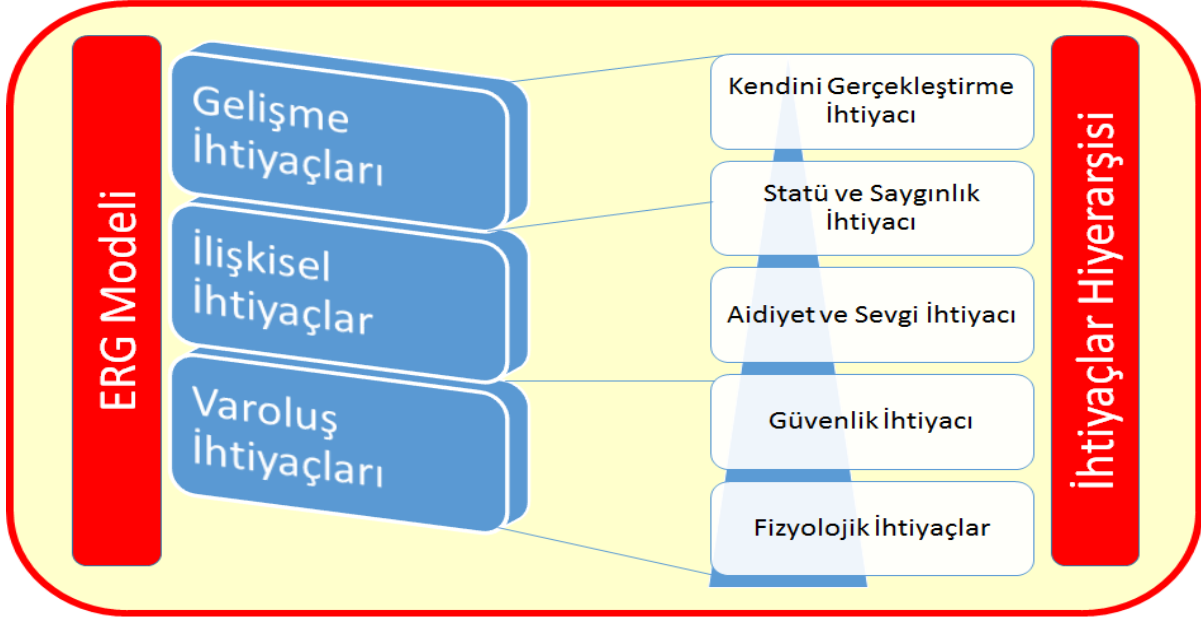 ERG Modeli
Gelişme
İhtiyaçları
İlişkisel
İhtiyaçlar
Varoluş
İhtiyaçları
Kendini Gerçekleştirme
İhtiyacı
Statü ve Saygınlık
İhtiyacı
Aidiyet ve Sevgi İhtiyacı
Güvenlik İhtiyacı
Fizyolojik İhtiyaçlar
İhtiyaçlar Hiyerarşisi